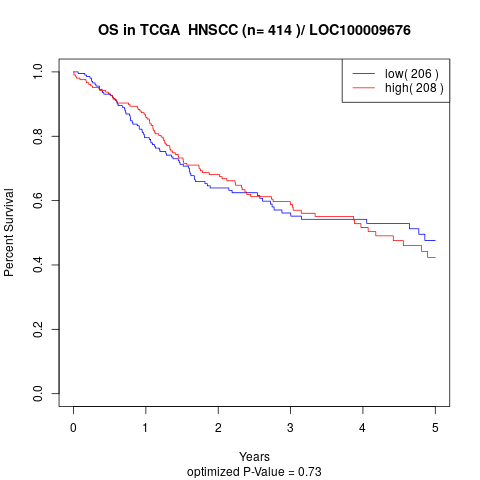 OS in TCGA  HNSCC (n= 414 )/ LOC100009676
low( 206 )
high( 208 )
Percent Survival
1.0
0.8
0.6
0.4
0.2
0.0
0 1 2 3 4 5
Years
optimized P-Value = 0.73